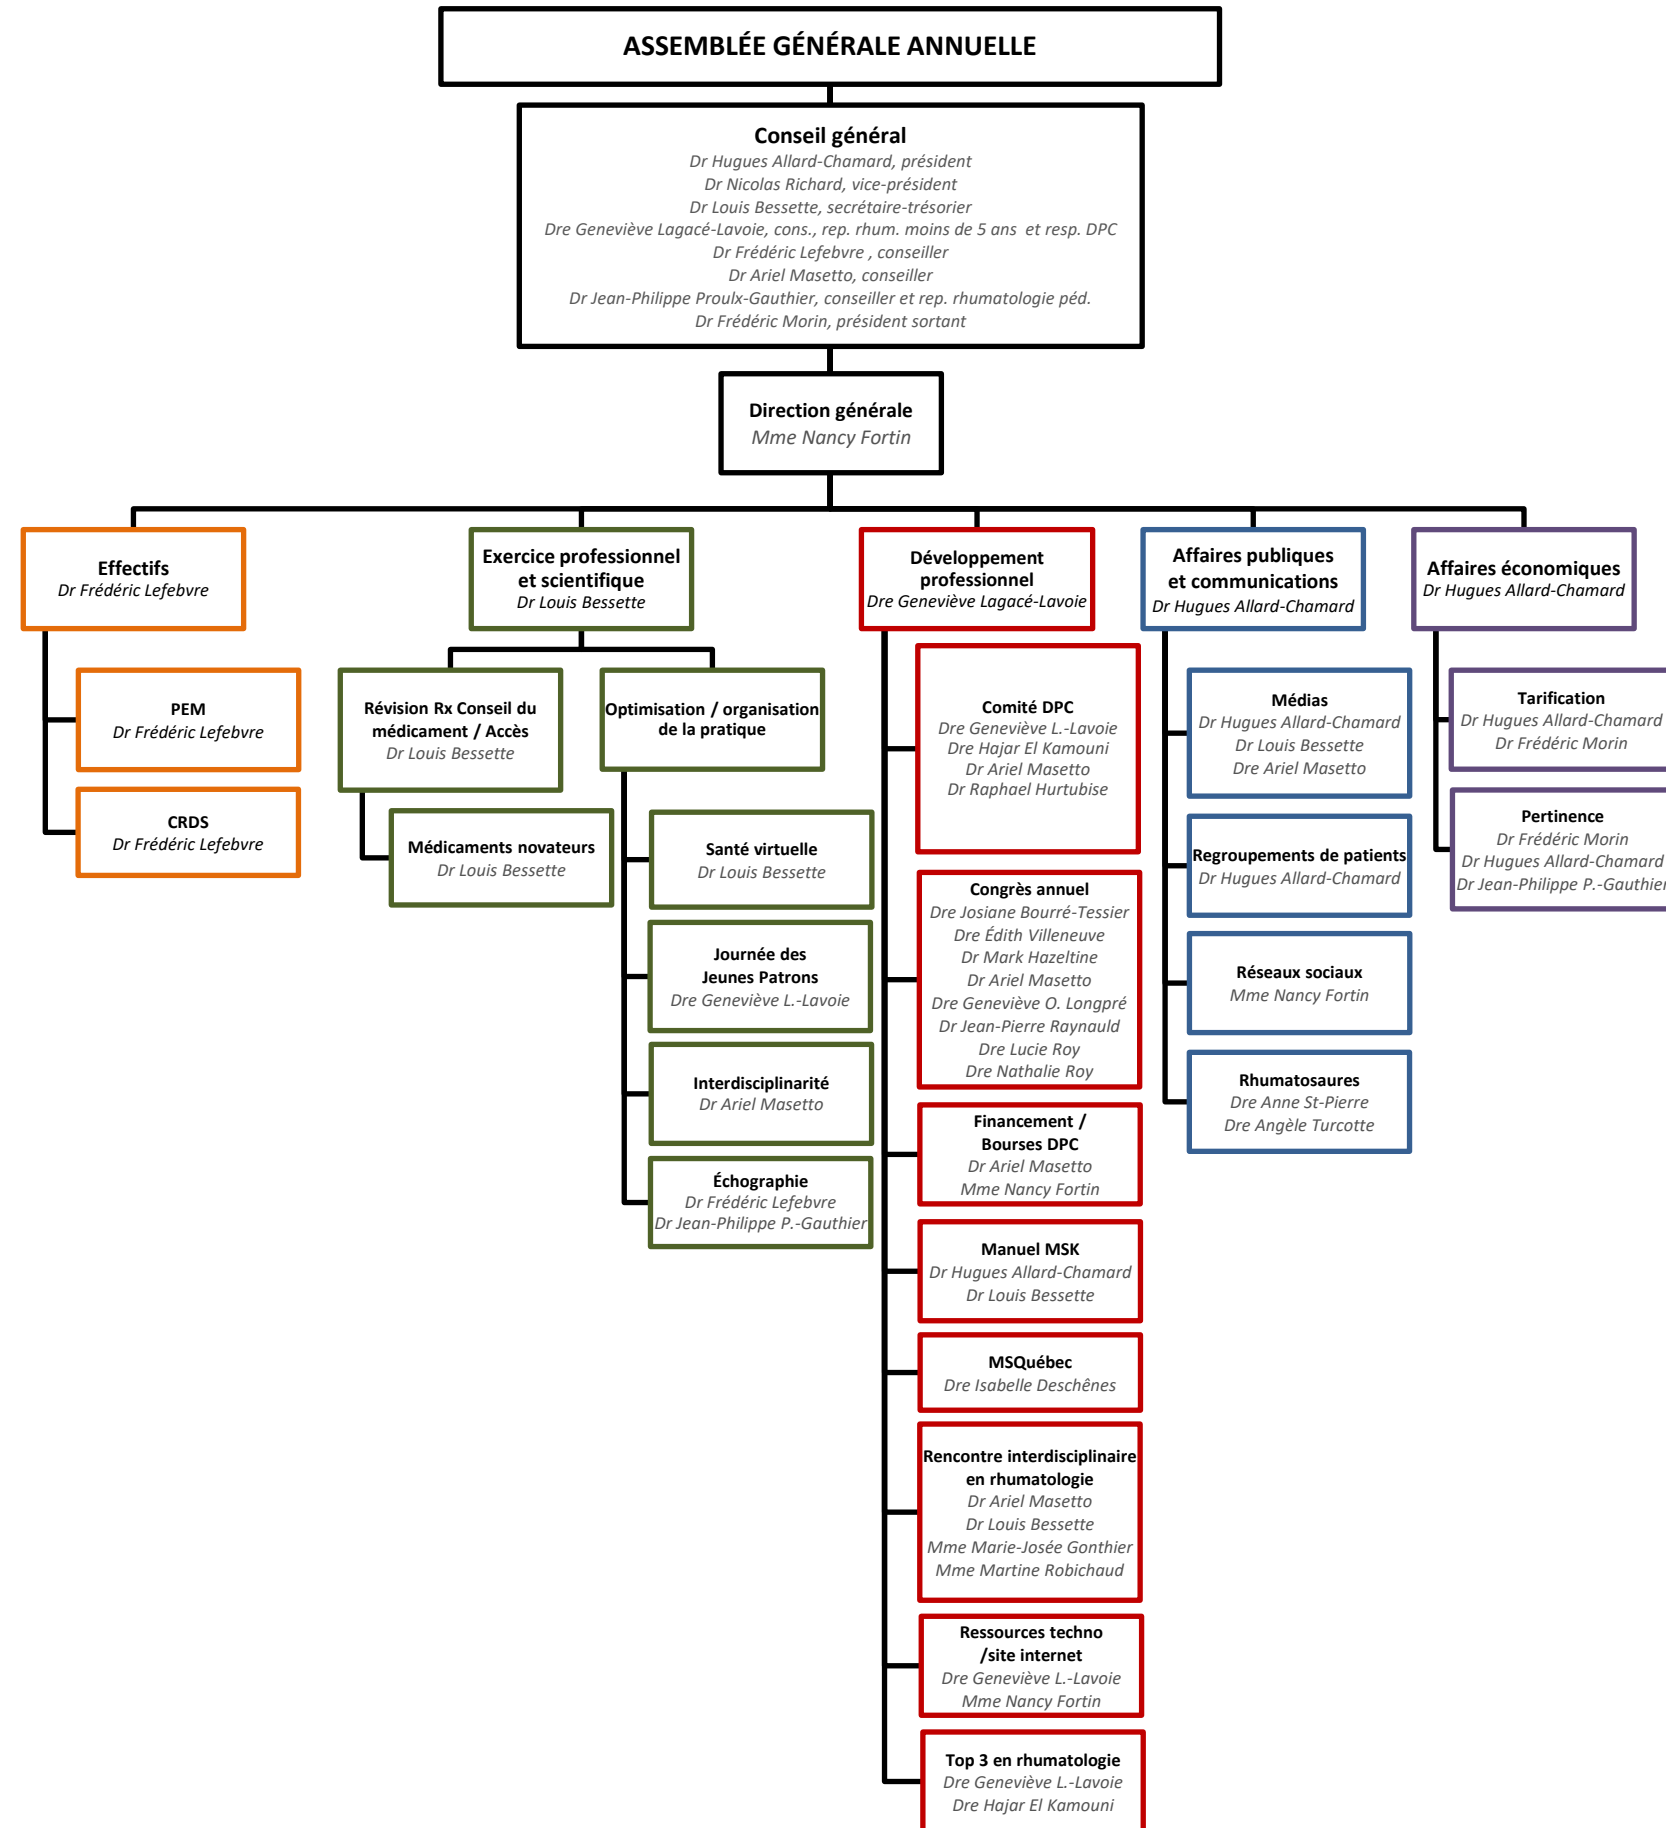 ASSEMBLÉE GÉNÉRALE ANNUELLE
Conseil général
Dr Hugues Allard-Chamard, président
Dr Nicolas Richard, vice-président
Dr Louis Bessette, secrétaire-trésorier
Dre Geneviève Lagacé-Lavoie, cons., rep. rhum. moins de 5 ans et resp. DPC
Dr Frédéric Lefebvre , conseiller
Dr Ariel Masetto, conseiller
Dr Jean-Philippe Proulx-Gauthier, conseiller et rep. rhumatologie péd.
Dr Frédéric Morin, président sortant
Direction générale
Mme Nancy Fortin
Effectifs
Dr Frédéric Lefebvre
PEM
Dr Frédéric Lefebvre
CRDS
Dr Frédéric Lefebvre
Exercice professionnel
et scientifique
Dr Louis Bessette
Révision Rx Conseil du
médicament / Accès
Dr Louis Bessette
Médicaments novateurs
Dr Louis Bessette
Optimisation / organisation
de la pratique
Santé virtuelle
Dr Louis Bessette
Journée des
Jeunes Patrons
Dre Geneviève L.-Lavoie
Interdisciplinarité
Dr Ariel Masetto
Échographie
Dr Frédéric Lefebvre
Dr Jean-Philippe P.-Gauthier
Développement
professionnel
Dre Geneviève Lagacé-Lavoie
Comité DPC
Dre Geneviève L.-Lavoie
Dre Hajar El Kamouni
Dr Ariel Masetto
Dr Raphael Hurtubise
Congrès annuel
Dre Josiane Bourré-Tessier
Dre Édith Villeneuve
Dr Mark Hazeltine
Dr Ariel Masetto
Dre Geneviève O. Longpré
Dr Jean-Pierre Raynauld
Dre Lucie Roy
Dre Nathalie Roy
Financement /
Bourses DPC
Dr Ariel Masetto
Mme Nancy Fortin
Manuel MSK
Dr Hugues Allard-Chamard
Dr Louis Bessette
MSQuébec
Dre Isabelle Deschênes
Rencontre interdisciplinaire
en rhumatologie
Dr Ariel Masetto
Dr Louis Bessette
Mme Marie-Josée Gonthier
Mme Martine Robichaud
Ressources techno
/site internet
Dre Geneviève L.-Lavoie
Mme Nancy Fortin
Top 3 en rhumatologie
Dre Geneviève L.-Lavoie
Dre Hajar El Kamouni
Affaires publiques
et communications
Dr Hugues Allard-Chamard
Médias
Dr Hugues Allard-Chamard
Dr Louis Bessette
Dre Ariel Masetto
Regroupements de patients
Dr Hugues Allard-Chamard
Réseaux sociaux
Mme Nancy Fortin
Rhumatosaures
Dre Anne St-Pierre
Dre Angèle Turcotte
Affaires économiques
Dr Hugues Allard-Chamard
Tarification
Dr Hugues Allard-Chamard
Dr Frédéric Morin
Pertinence
Dr Frédéric Morin
Dr Hugues Allard-Chamard
Dr Jean-Philippe P.-Gauthier